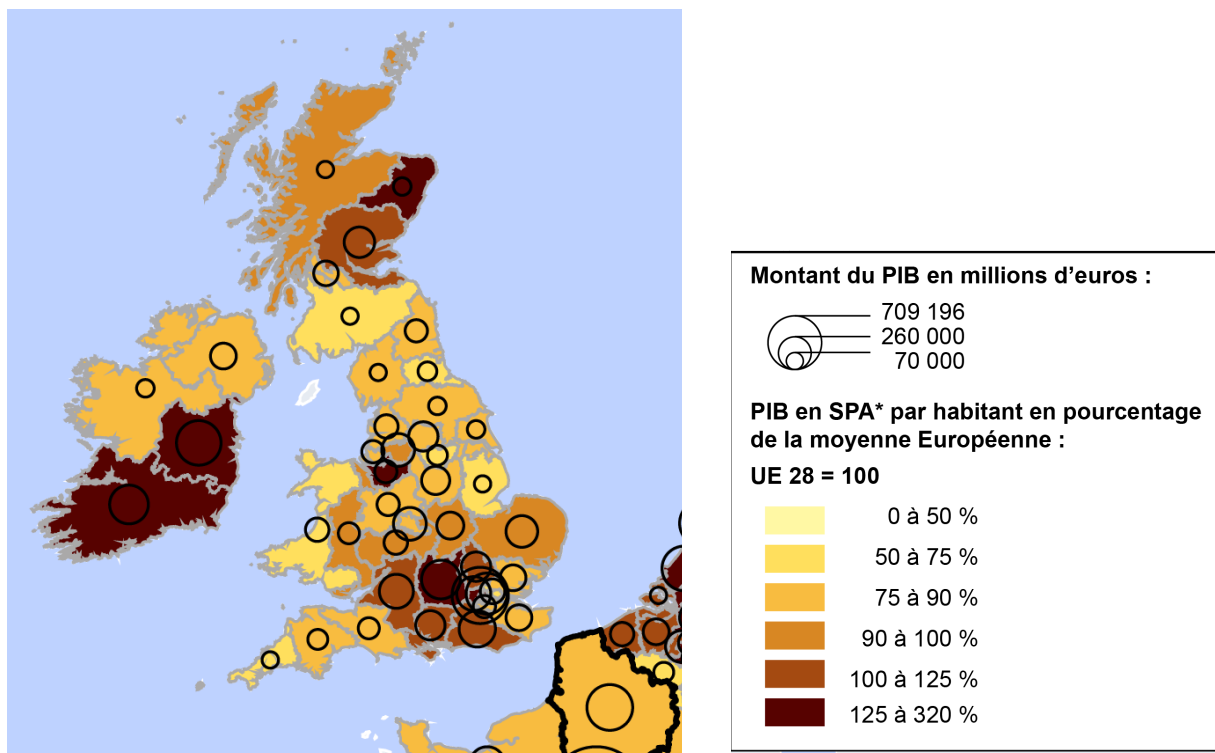 Montant du PIB en millions d’euros :
709 196
260 000
70 000
PIB en SPA* par habitant en pourcentage
de la moyenne Européenne :
UE 28 = 100
0 à 50 %
50 à 75 %
75 à 90 %
90 à 100 %
100 à 125 %
125 à 320 %